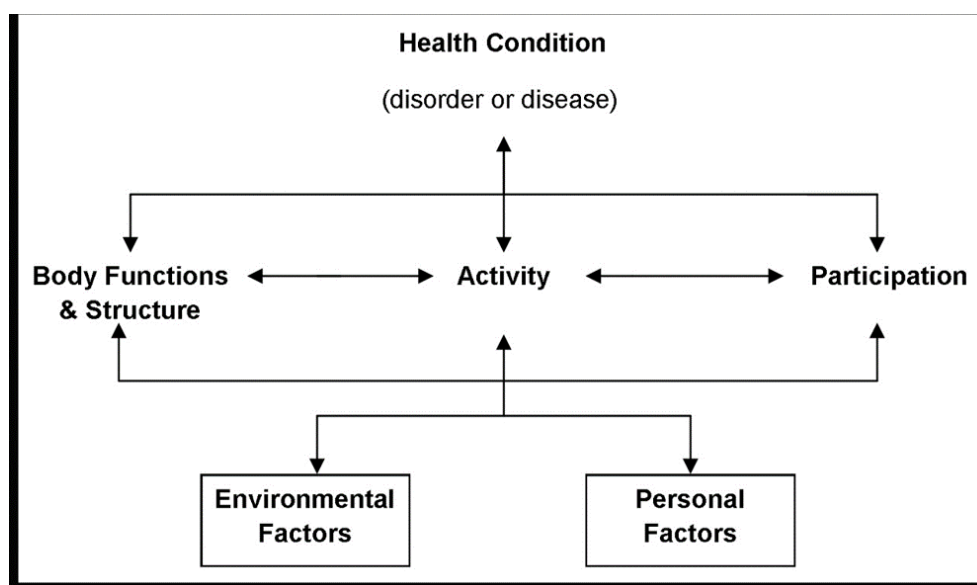 Health Condition
(disorder or disease)
Body Functions
& Structure
Activity
Participation
Environmental
Factors
Personal
Factors